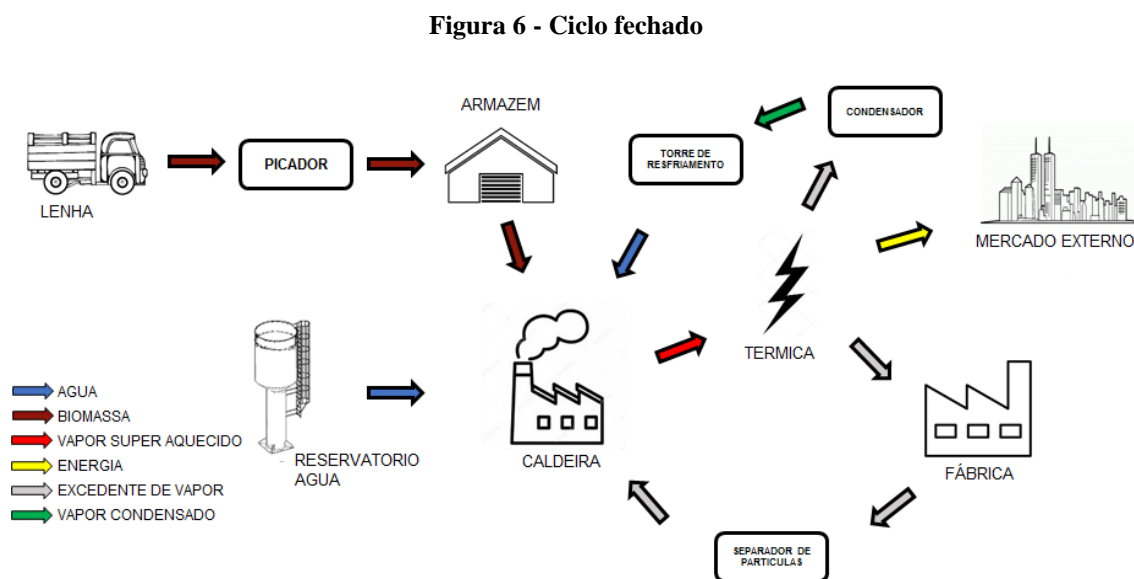 Figura 6 - Ciclo fechado
ARMAZEM
CONDENSADOR
PICADOR
TORRE DE
RESFRIAMENTO
LENHA
MERCADO EXTERNO
TERMICA
AGUA
BIOMASSA
VAPOR SUPER AQUECIDO
ENERGIA
EXCEDENTE DE VAPOR
VAPOR CONDENSADO
RESERVATORIO
AGUA
CALDEIRA
FÁBRICA
SEPARADOR DE
PARTICULAS